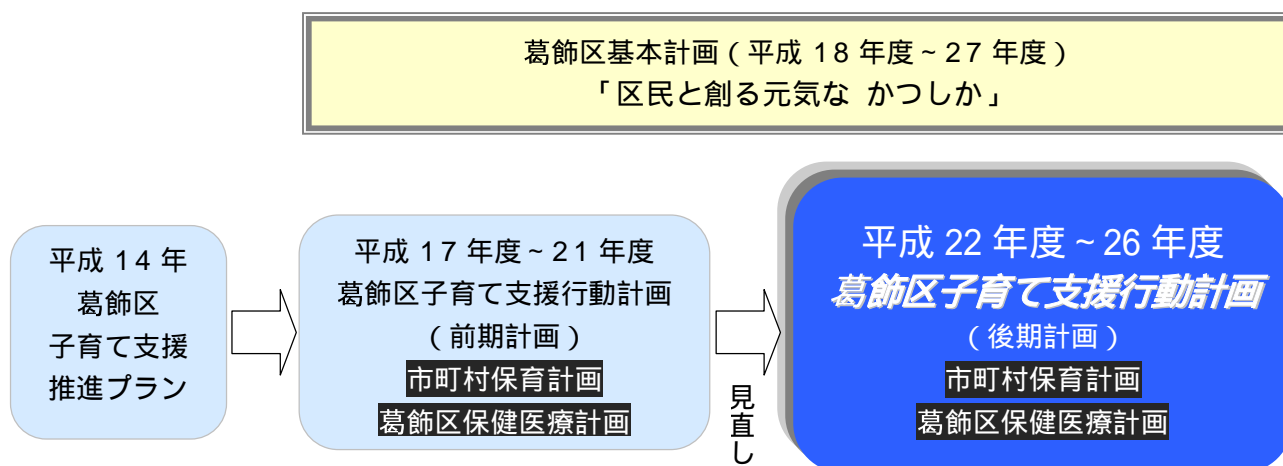 葛飾区基本計画(平成 18 年度~27 年度)
「区民と創る元気な かつしか」
平成 14 年
葛飾区
子育て支援
推進プラン
平成 17 年度~21 年度
葛飾区子育て支援行動計画
(前期計画)
市町村保育計画
葛飾区保健医療計画
見直し
平成 22 年度~26 年度
葛飾区子育て支援行動計画
(後期計画)
市町村保育計画
葛飾区保健医療計画